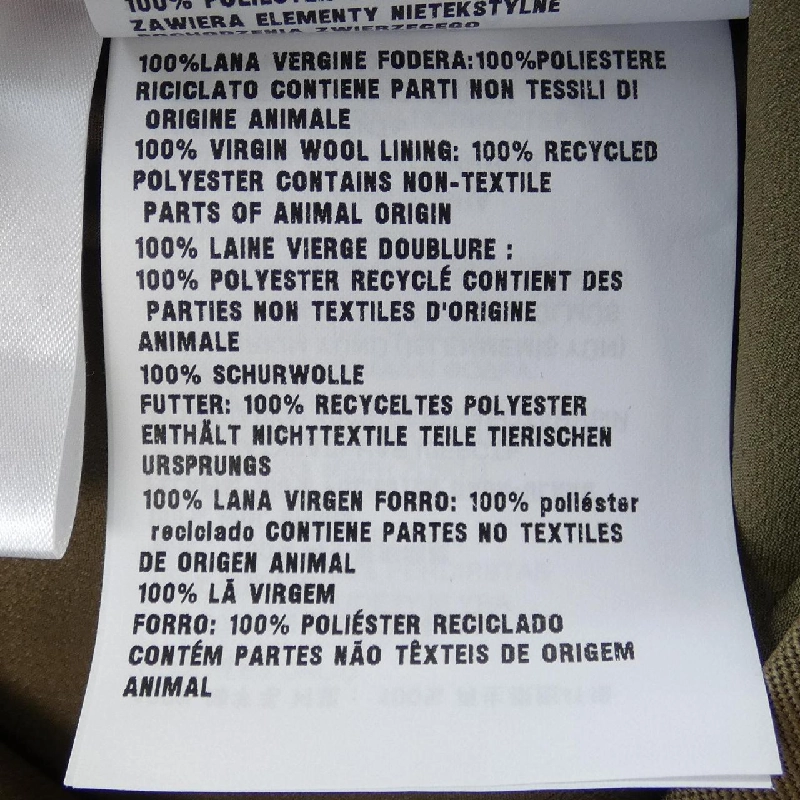 100% POLIESTER
ZAWIERA ELEMENTY NIETEKSTYLNE
POCHODZENIA ZWIERZĘCEGO
100%LANA VERGINE FODERA:100%POLIESTERE
RICICLATO CONTIENE PARTI NON TESSILI DI
ORIGINE ANIMALE
100% VIRGIN WOOL LINING: 100% RECYCLED
POLYESTER CONTAINS NON-TEXTILE
PARTS OF ANIMAL ORIGIN
100% LAINE VIERGE DOUBLURE :
100% POLYESTER RECYCLÉ CONTIENT DES
PARTIES NON TEXTILES D'ORIGINE
ANIMALE
100% SCHURWOLLE
FUTTER: 100% RECYCELTES POLYESTER
ENTHÄLT NICHTTEXTILE TEILE TIERISCHEN
URSPRUNGS
100% LANA VIRGEN FORRO: 100% poliéster
reciclado CONTIENE PARTES NO TEXTILES
DE ORIGEN ANIMAL
100% LÃ VIRGEM
FORRO: 100% POLIÉSTER RECICLADO
CONTÉM PARTES NÃO TÊXTEIS DE ORIGEM
ANIMAL